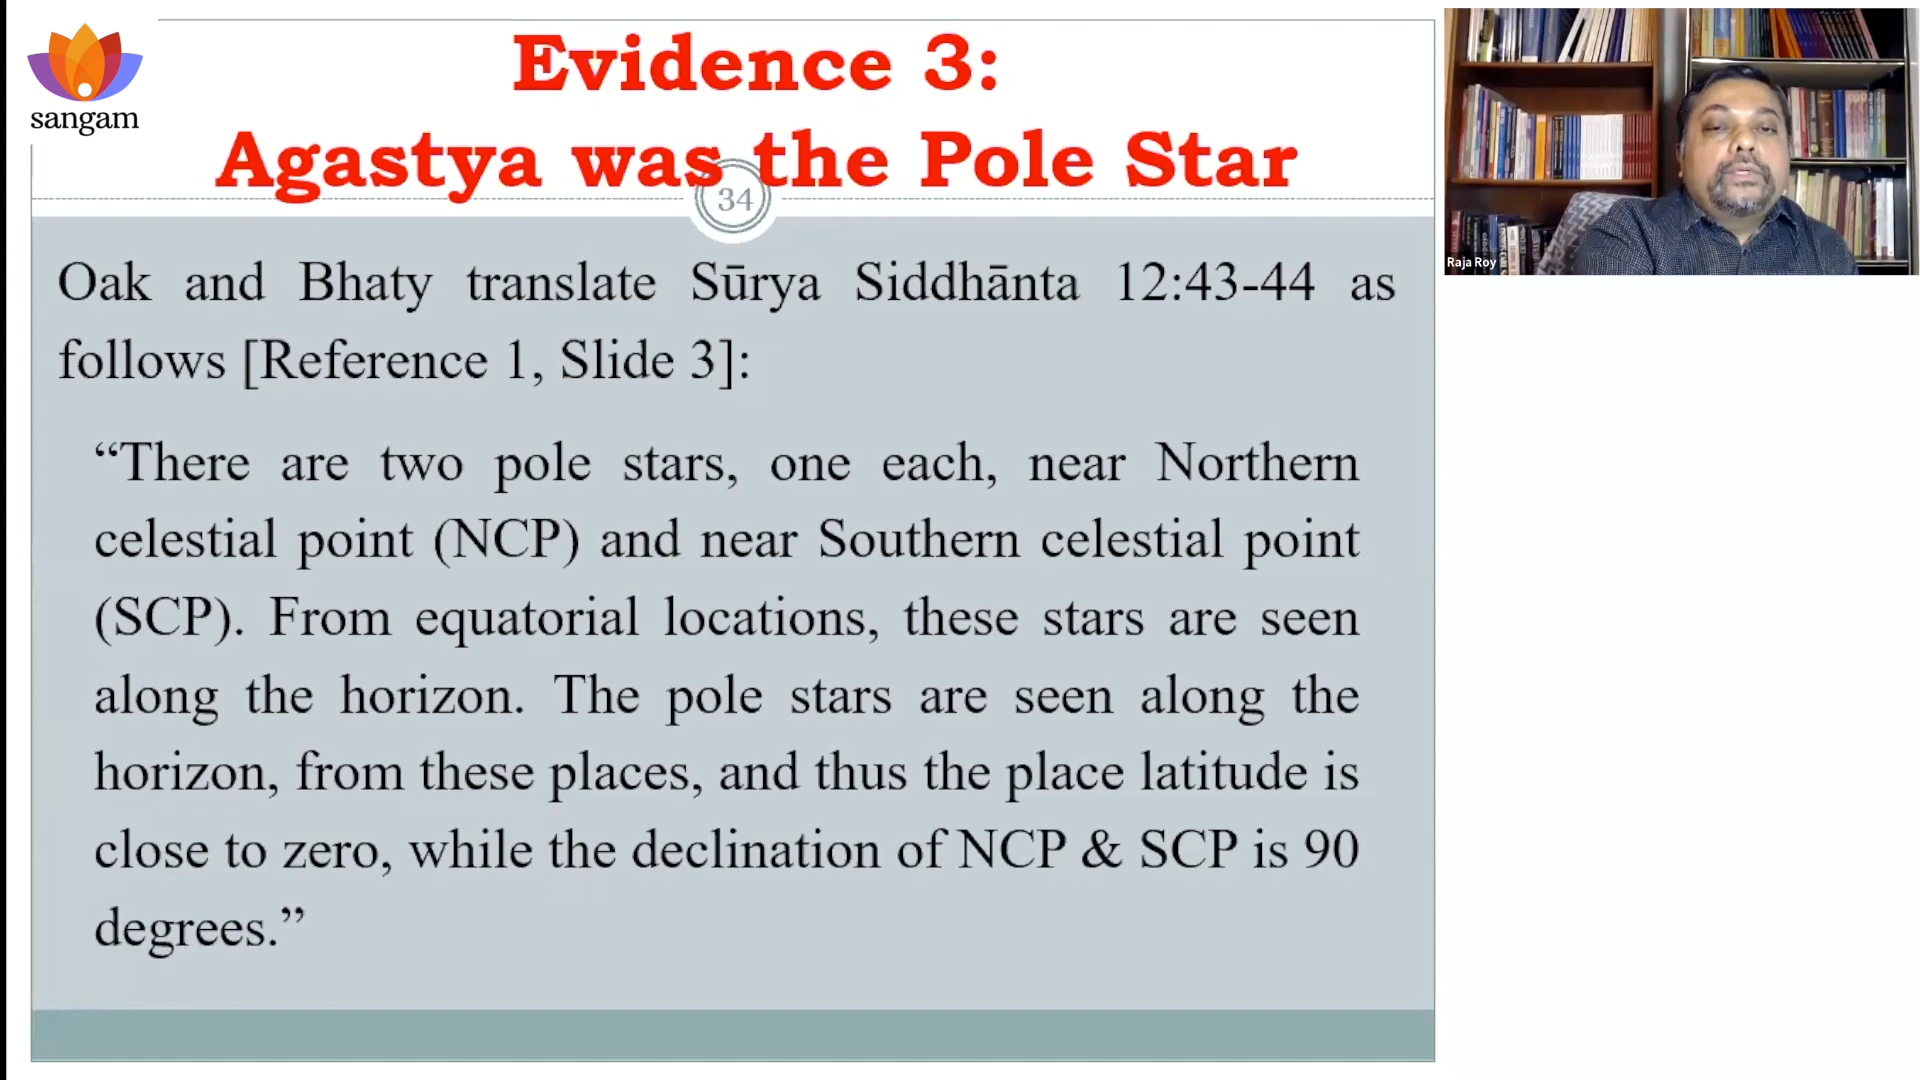 sangam
Evidence 3:
Agastya was the Pole Star
34
Oak and Bhaty translate Sūrya Siddhānta 12:43-44 as
follows [Reference 1, Slide 3]:
“There are two pole stars, one each, near Northern
celestial point (NCP) and near Southern celestial point
(SCP). From equatorial locations, these stars are seen
along the horizon. The pole stars are seen along the
horizon, from these places, and thus the place latitude is
close to zero, while the declination of NCP & SCP is 90
degrees.”
Raja Roy